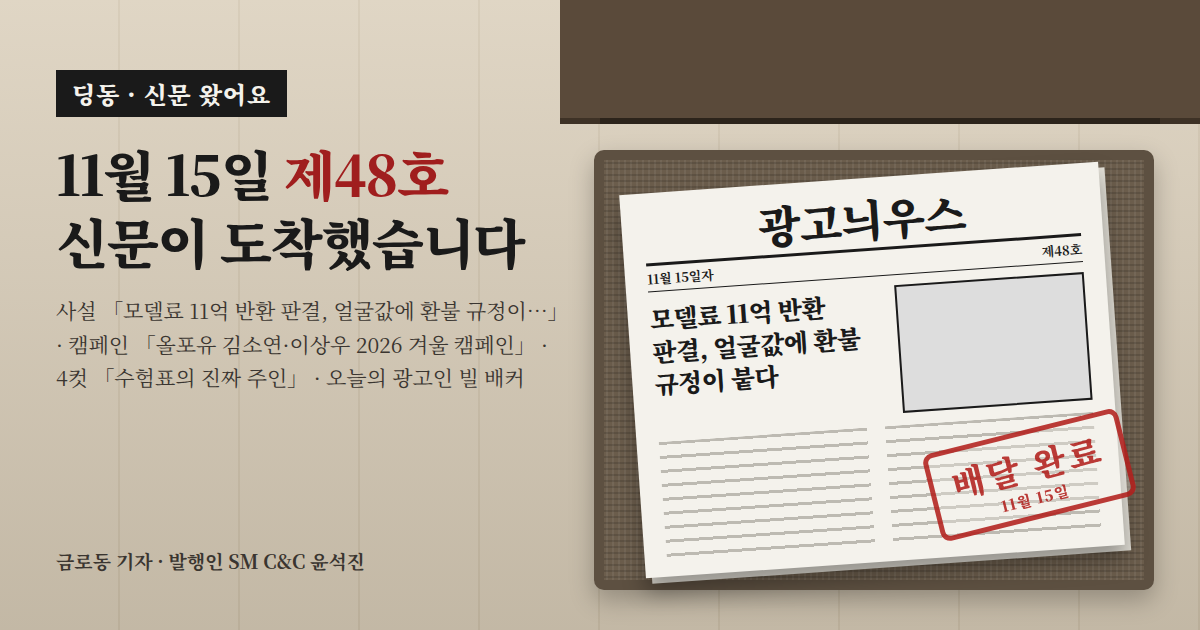 딩동 · 신문 왔어요
11월 15일 제48호
신문이 도착했습니다
사설 「모델료 11억 반환 판결, 얼굴값에 환불 규정이…」
· 캠페인 「올포유 김소연·이상우 2026 겨울 캠페인」 ·
4컷 「수험표의 진짜 주인」 · 오늘의 광고인 빌 배커
금로동 기자 · 발행인 SM C&C 윤석진
광고늬우스
11월 15일자
제48호
모델료 11억 반환
판결, 얼굴값에 환불
규정이 붙다
배달 완료
11월 15일